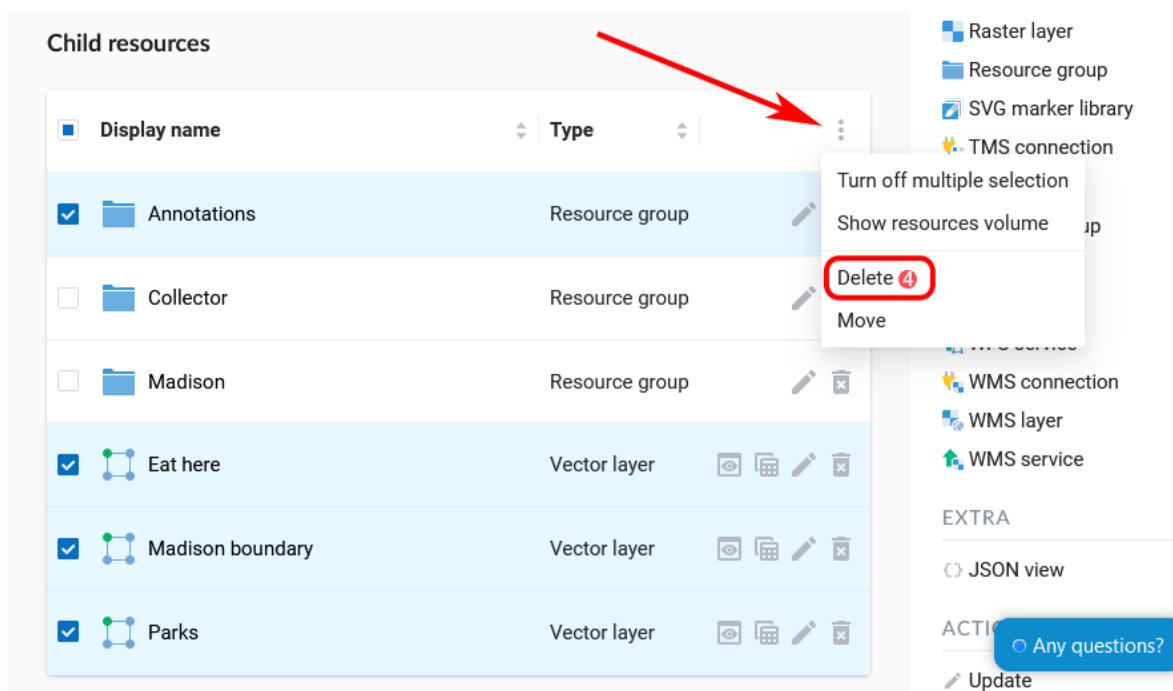 Child resources
Display name
Type
Annotations
Resource group
Collector
Resource group
Madison
Resource group
Eat here
Vector layer
Madison boundary
Vector layer
Parks
Vector layer
Turn off multiple selection
Show resources volume
Delete 4
Move
Raster layer
Resource group
SVG marker library
TMS connection
up
WMS connection
WMS layer
WMS service
EXTRA
{} JSON view
Any questions?
Update